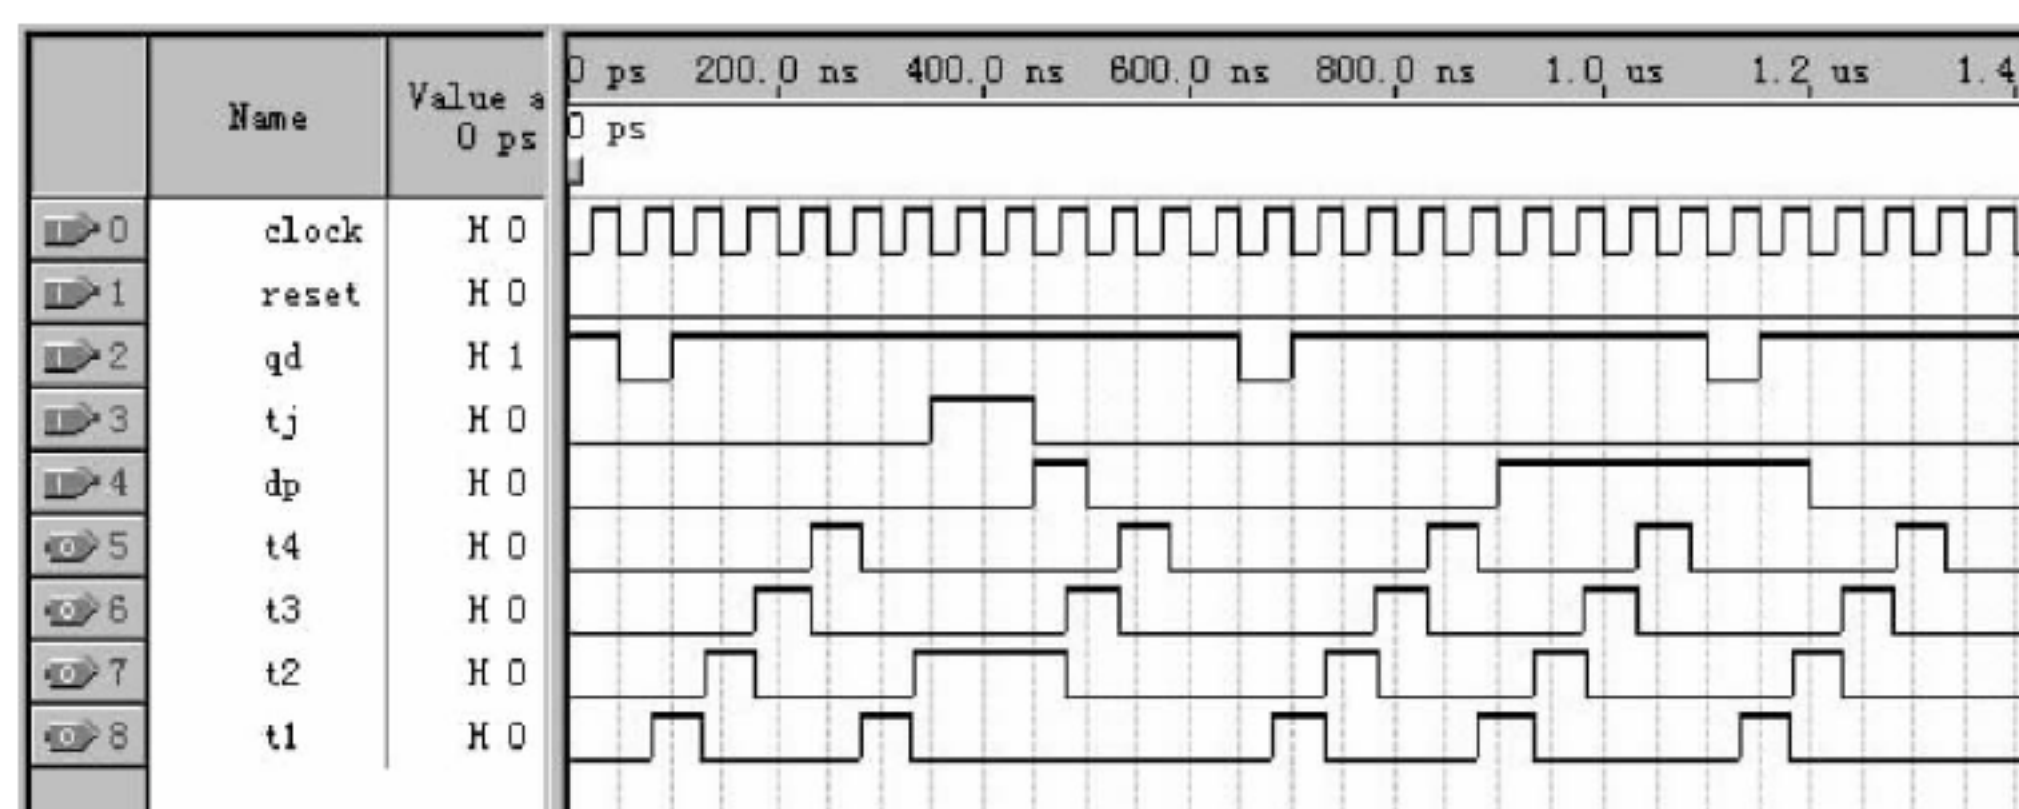 Name
Value a
0 ps
0 ps 200.0 ns 400.0 ns 600.0 ns 800.0 ns 1.0 us 1.2 us 1.4
0 ps
0 clock H 0
1 reset H 0
2 qd H 1
3 tj H 0
4 dp H 0
5 t4 H 0
6 t3 H 0
7 t2 H 0
8 t1 H 0